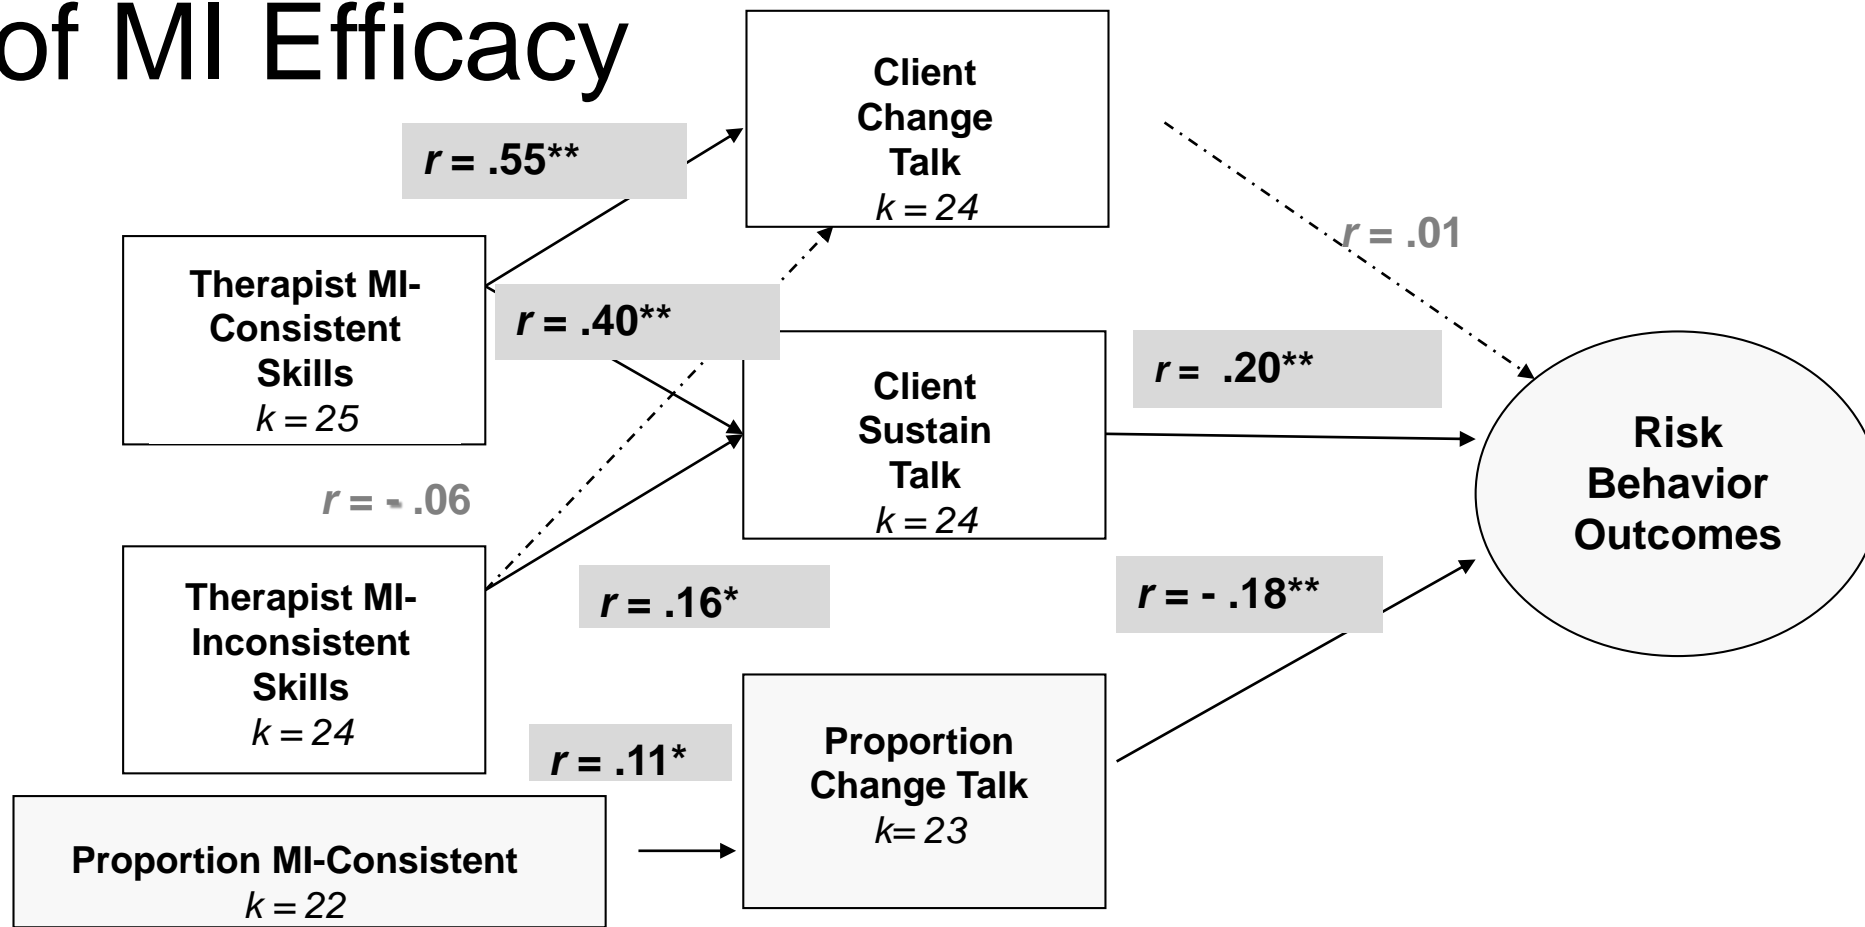 of MI Efficacy
Client
Change
Talk
k = 24
r = .55**
r = .01
Therapist MI-
Consistent
Skills
k = 25
r = .40**
Client
Sustain
Talk
k = 24
r = .20**
Risk
Behavior
Outcomes
r = - .06
Therapist MI-
Inconsistent
Skills
k = 24
r = .16*
r = - .18**
r = .11*
Proportion
Change Talk
k= 23
Proportion MI-Consistent
k = 22